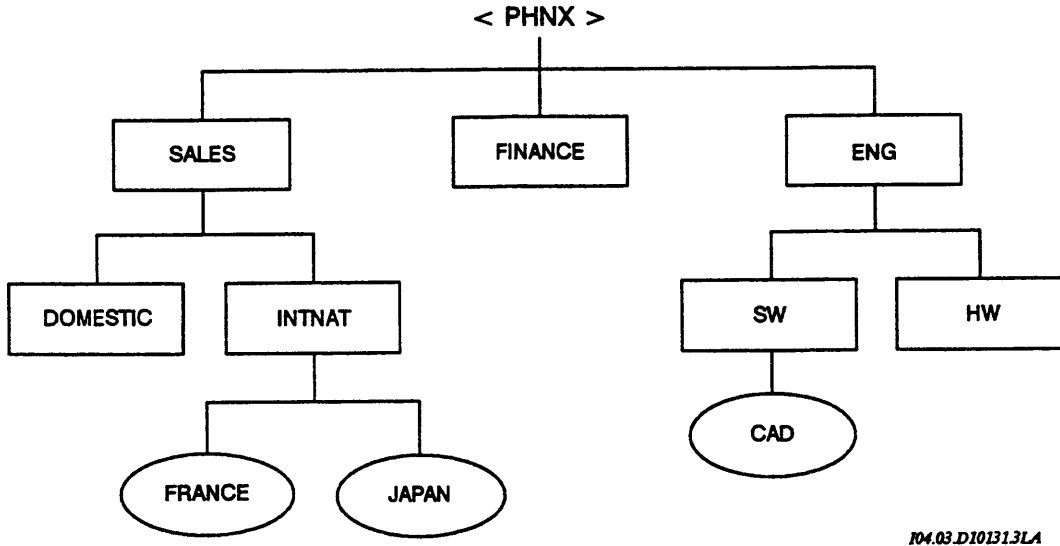 < PHNX >
SALES
FINANCE
ENG
DOMESTIC
INTNAT
SW
HW
CAD
FRANCE
JAPAN
I04.03.D10131.3LA